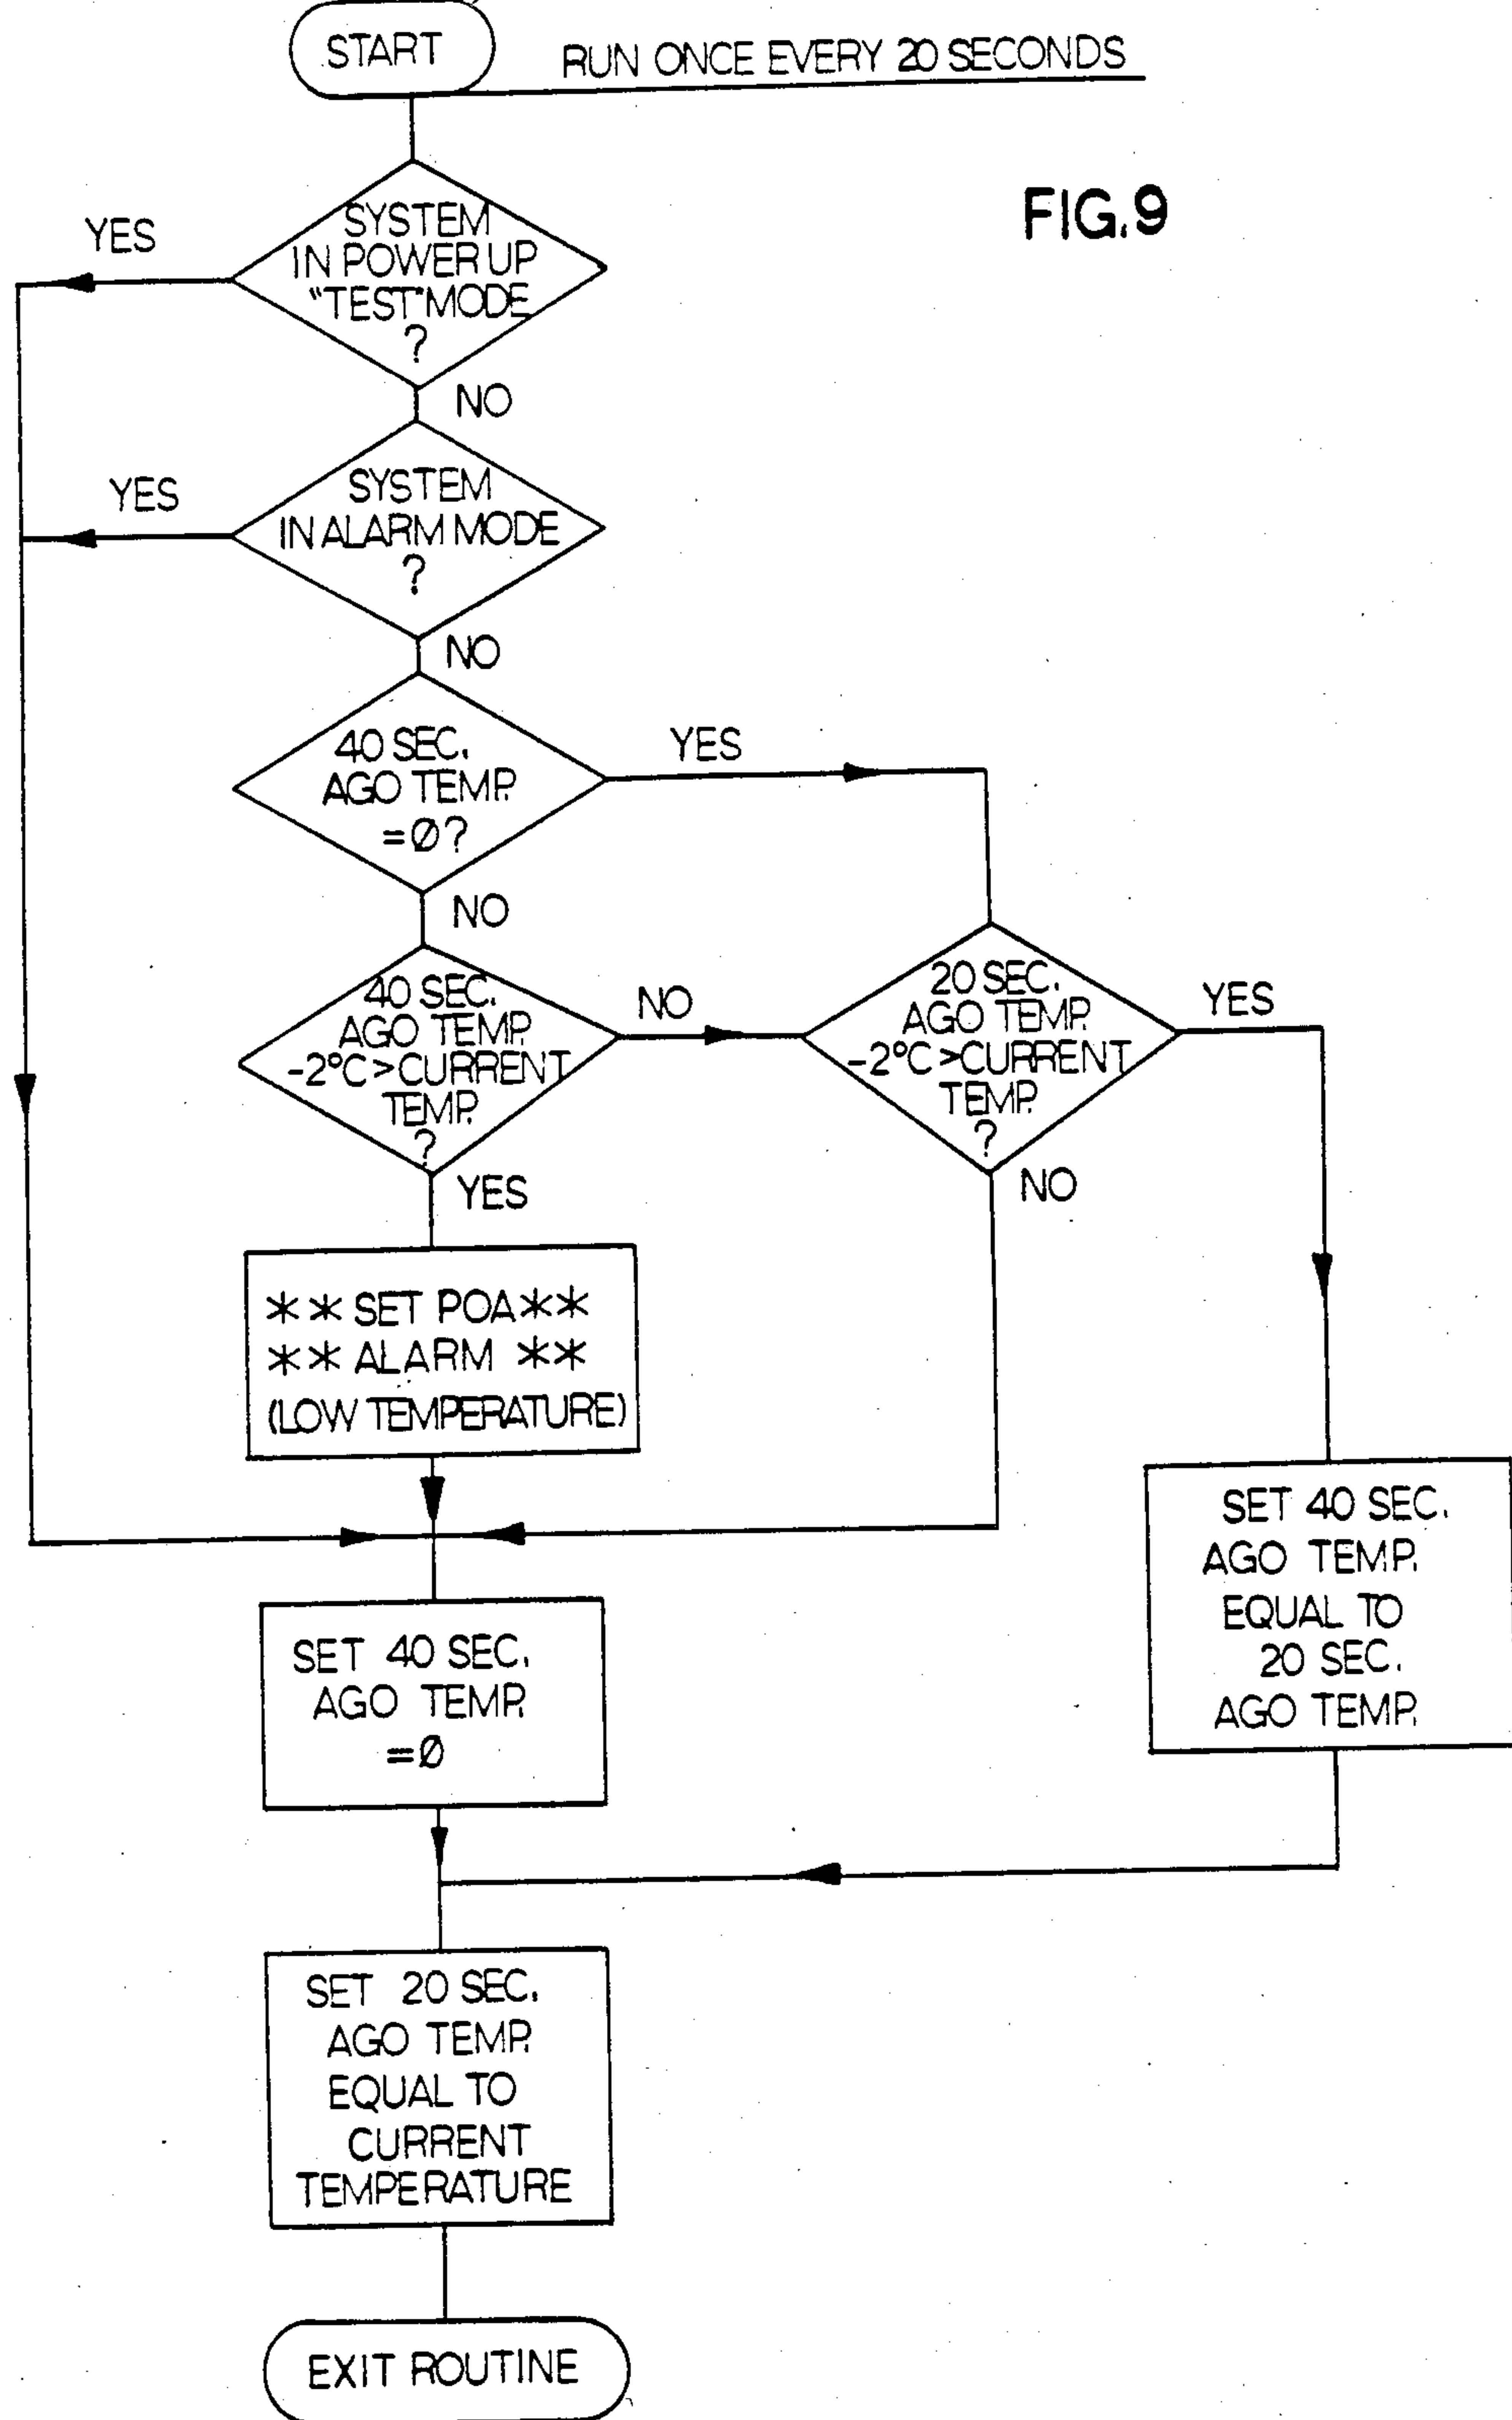 START
RUN ONCE EVERY 20 SECONDS
FIG.9
YES
SYSTEM
IN POWER UP
"TEST" MODE
?
NO
YES
SYSTEM
IN ALARM MODE
?
NO
40 SEC.
AGO TEMP.
=Ø?
YES
NO
40 SEC.
AGO TEMP.
-2°C>CURRENT
TEMP.
?
NO
20 SEC.
AGO TEMP.
-2°C>CURRENT
TEMP.
?
YES
YES
NO
**SET POA**
**ALARM **
(LOW TEMPERATURE)
SET 40 SEC.
AGO TEMP.
EQUAL TO
20 SEC.
AGO TEMP.
SET 40 SEC.
AGO TEMP.
=Ø
SET 20 SEC.
AGO TEMP.
EQUAL TO
CURRENT
TEMPERATURE
EXIT ROUTINE